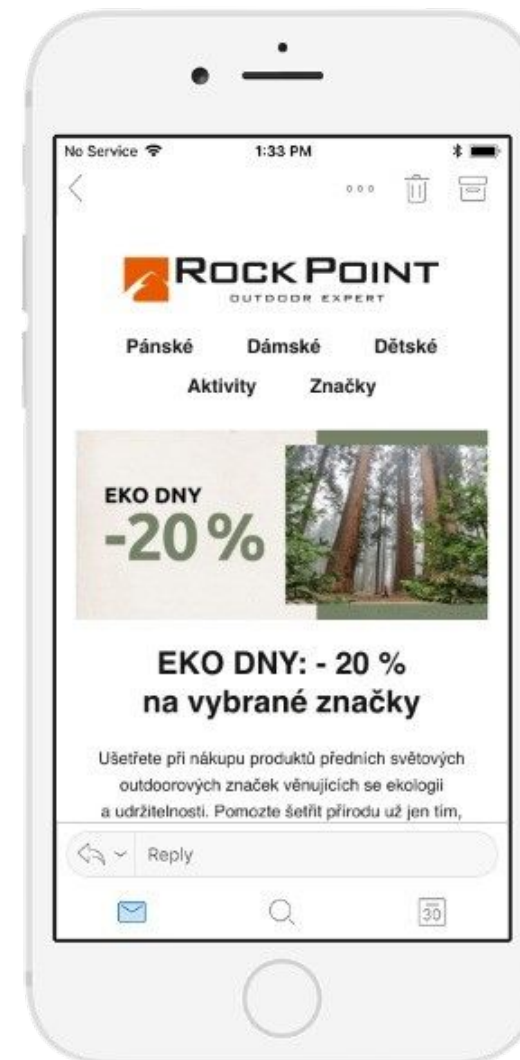 No Service 1:33 PM
ROCK POINT
OUTDOOR EXPERT
Pánské Dámské Dětské
Aktivity Značky
EKO DNY
-20 %
EKO DNY: - 20 %
na vybrané značky
Ušetřete při nákupu produktů předních světových
outdoorových značek věnujících se ekologii
a udržitelnosti. Pomozte šetřit přírodu už jen tím,
Reply
30